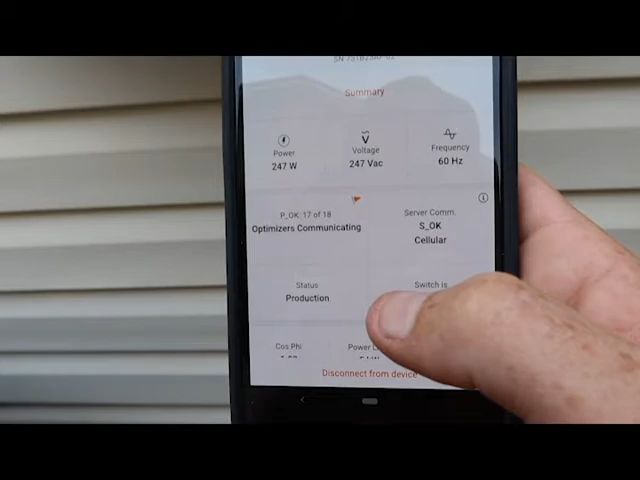 Summary
Power
247 W
Voltage
247 Vac
Frequency
60 Hz
P_OK: 17 of 18
Optimizers Communicating
Server Comm.
S_OK
Cellular
Status
Production
Switch is
Cos Phi
Power
Disconnect from device